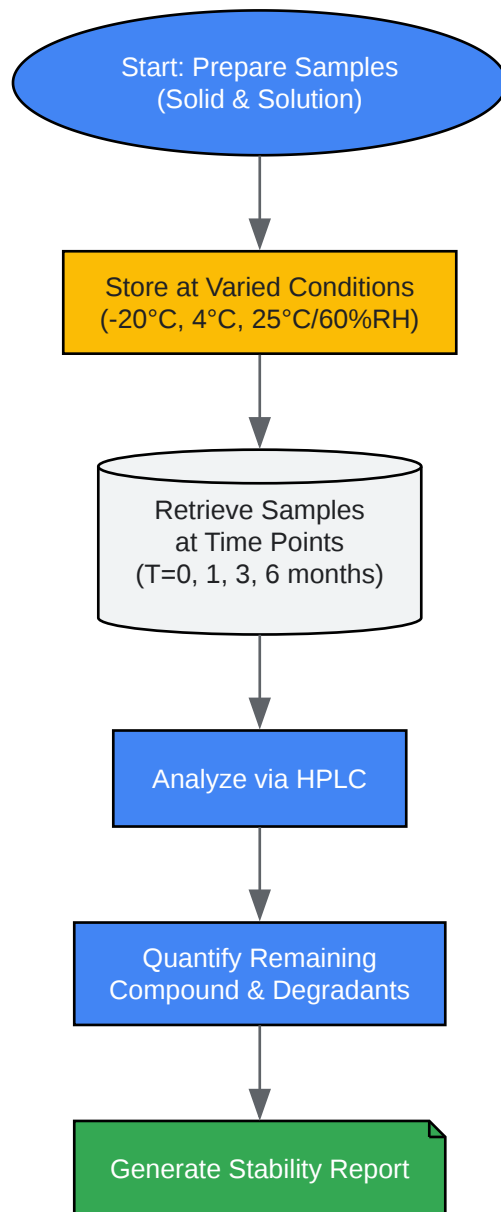 Start: Prepare Samples
(Solid & Solution)
Store at Varied Conditions
(-20°C, 4°C, 25°C/60%RH)
Retrieve Samples
at Time Points
(T=0, 1, 3, 6 months)
Analyze via HPLC
Quantify Remaining
Compound & Degradants
Generate Stability Report